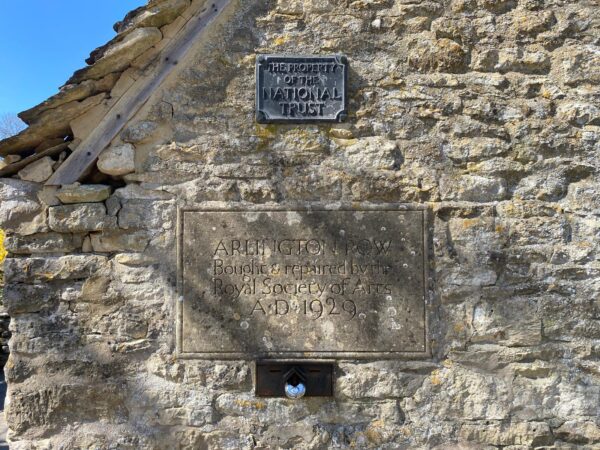 THE PROPERTY
OF THE
NATIONAL
TRUST
ARLINGTON ROW
Bought & repaired by the
Royal Society of Arts
A.D. 1929.